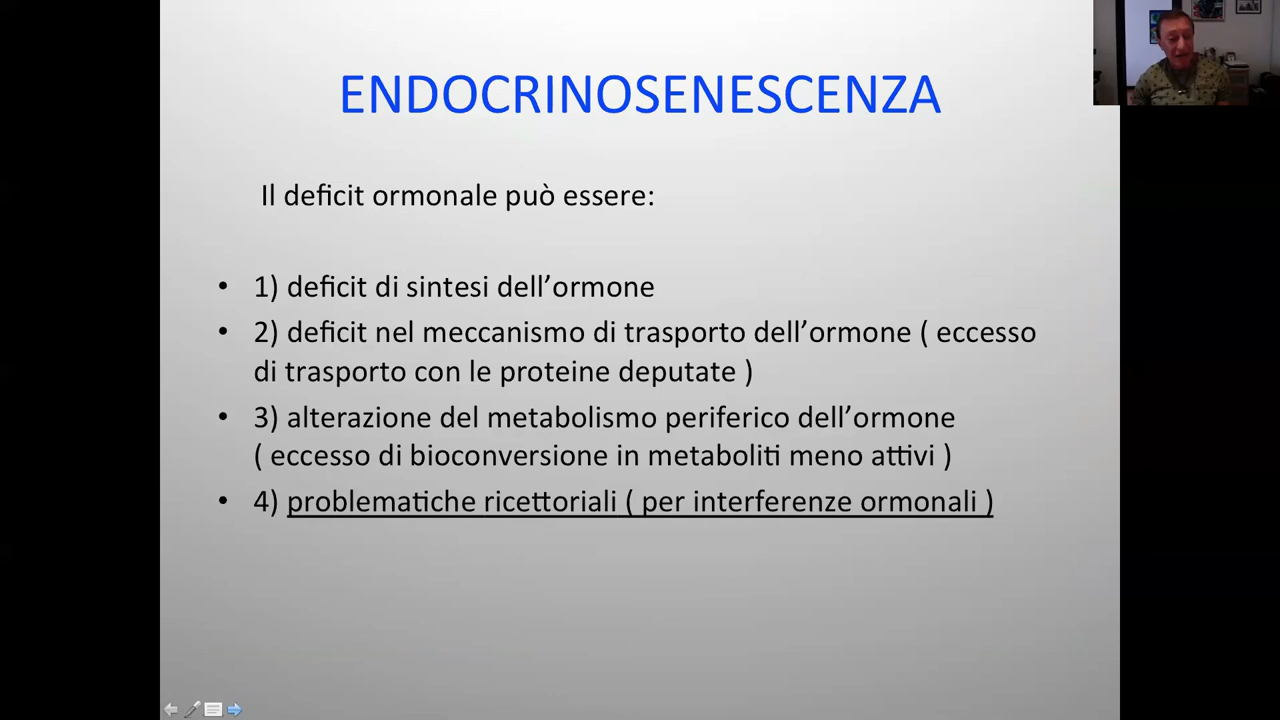 ENDOCRINOSENESCENZA
Il deficit ormonale può essere:
• 1) deficit di sintesi dell’ormone
• 2) deficit nel meccanismo di trasporto dell’ormone ( eccesso
di trasporto con le proteine deputate )
• 3) alterazione del metabolismo periferico dell’ormone
( eccesso di bioconversione in metaboliti meno attivi )
• 4) problematiche ricettoriali ( per interferenze ormonali )